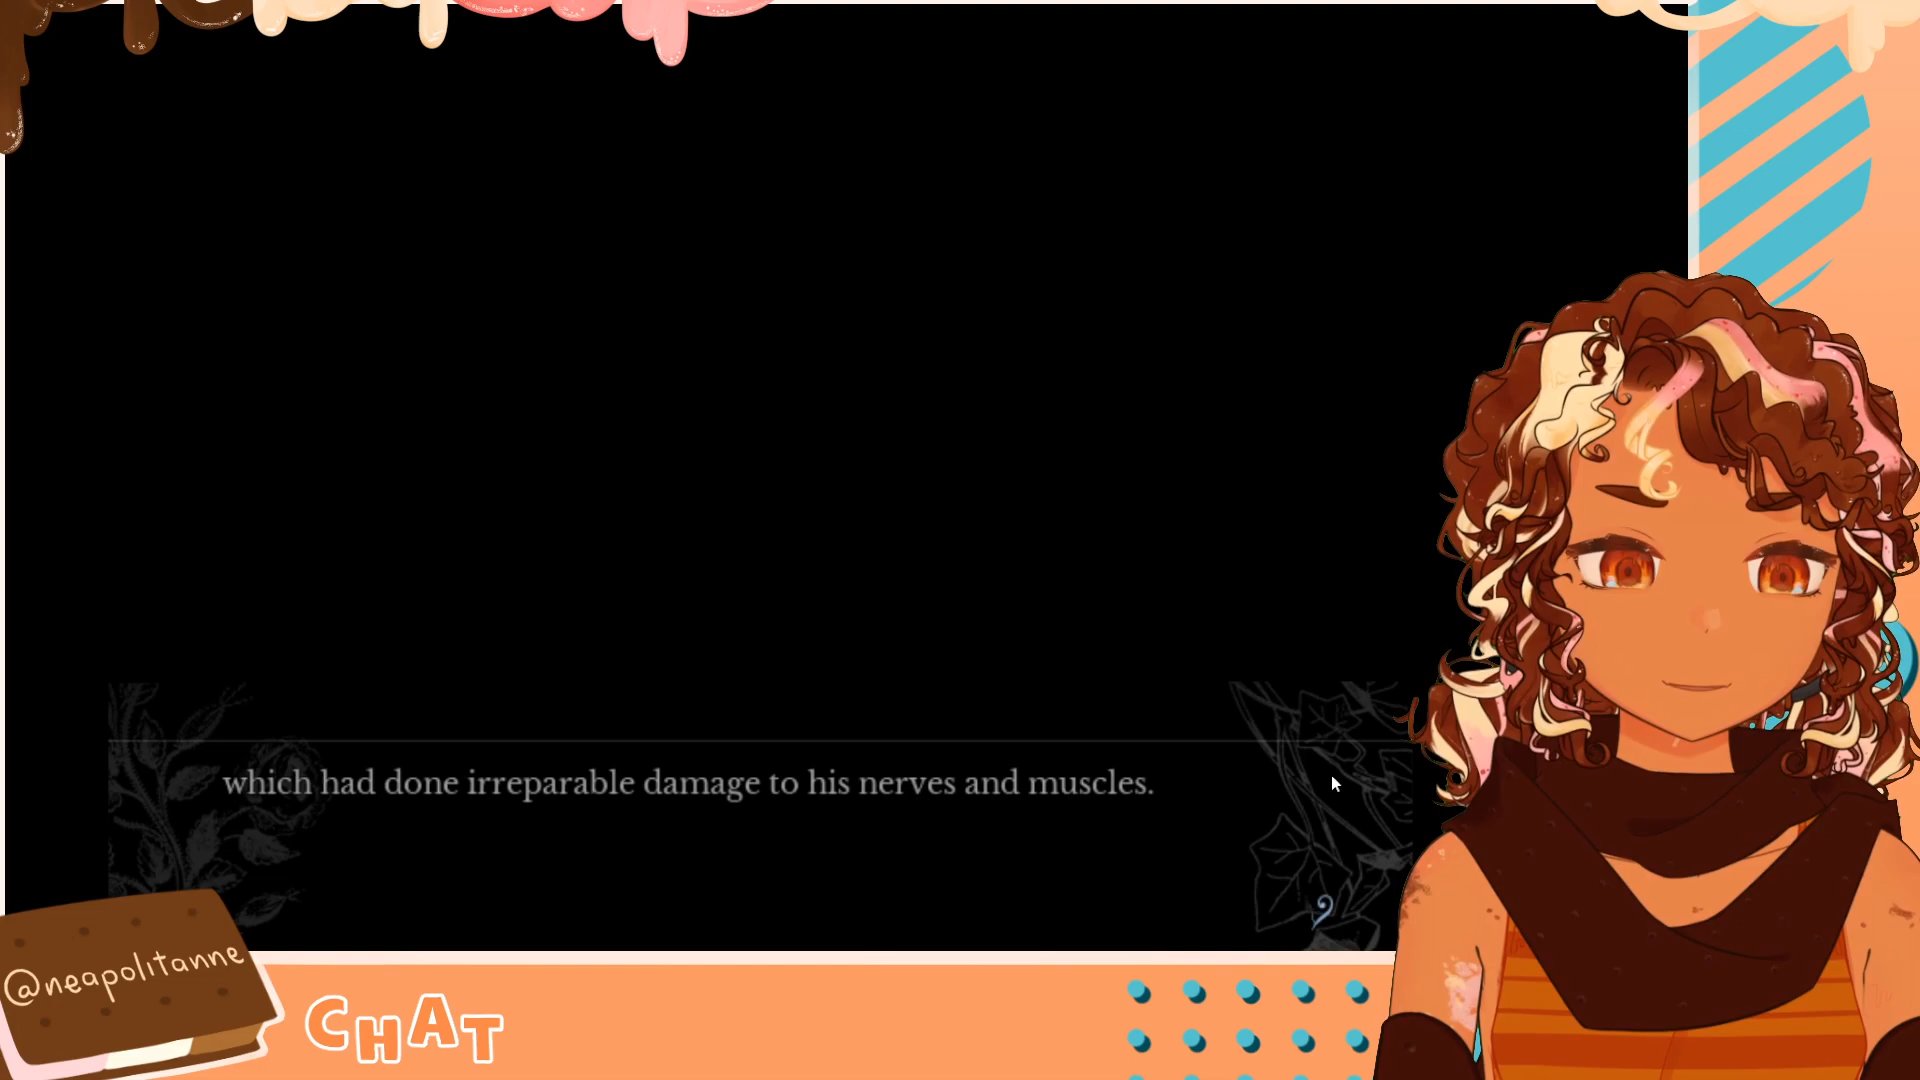 which had done irreparable damage to his nerves and muscles.
@neapolitanne
CHAT